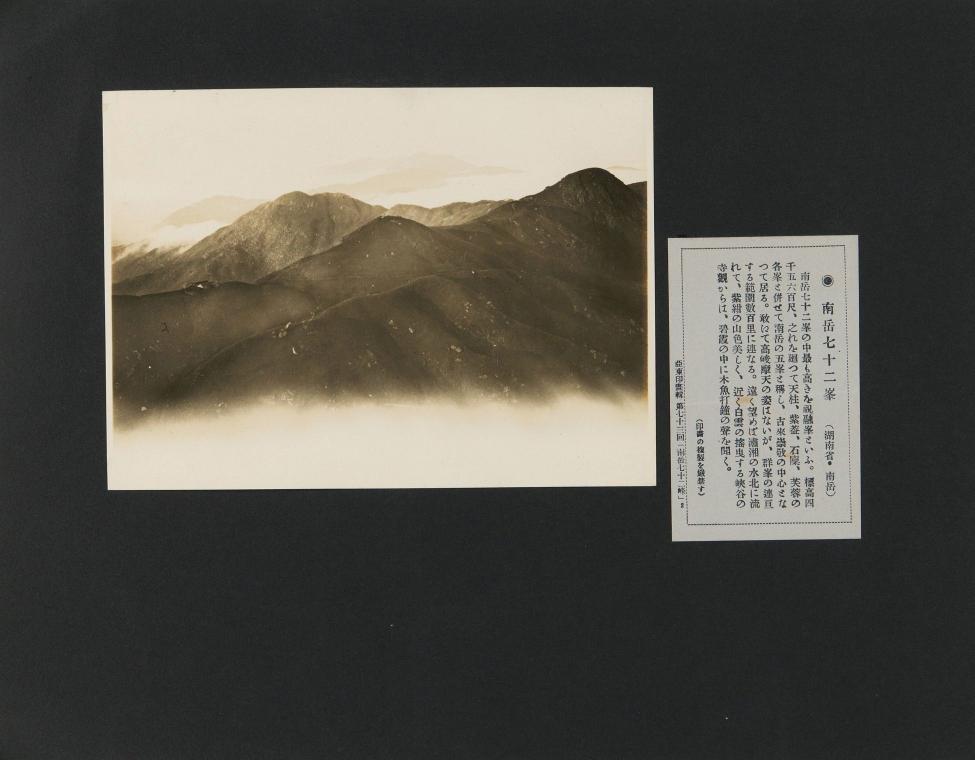 ◉ 南岳七十二峯 （湖南省・南岳）
南岳七十二峯の中最も高きを祝融峯といふ。標高四
千五六百尺、之れを廻つて天柱、紫蓋、石廩、芙蓉の
各峯と併せて南岳の五峯と稱し、古來崇敬の中心とな
つて居る。敢けて高峻摩天の姿はないが、群峯の連亘
する範圍數百里に連なる。遠く望めば瀟湘の水北に流
れて、紫紺の山色美しく、近く白雲の搖曳する峽谷の
寺觀からは、碧霞の中に木魚打鐘の聲を聞く。
（印畫の複製を嚴禁す）
亞東印畫輯 第七十三回「南岳七十二峰」